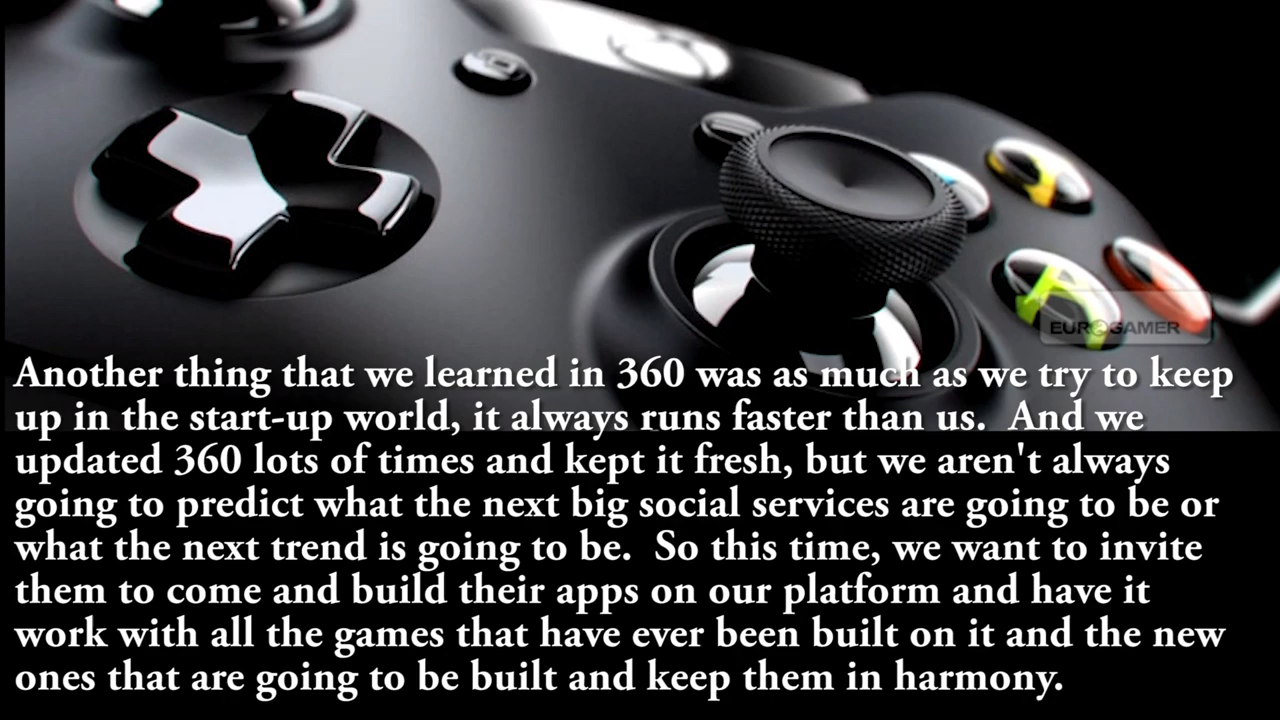 EUROGAMER
Another thing that we learned in 360 was as much as we try to keep
up in the start-up world, it always runs faster than us.  And we
updated 360 lots of times and kept it fresh, but we aren't always
going to predict what the next big social services are going to be or
what the next trend is going to be.  So this time, we want to invite
them to come and build their apps on our platform and have it
work with all the games that have ever been built on it and the new
ones that are going to be built and keep them in harmony.